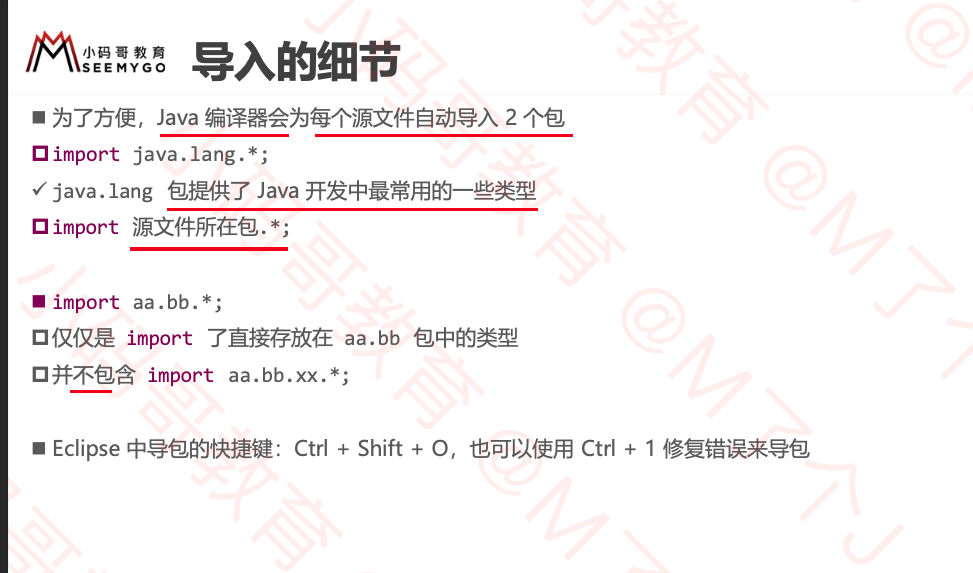 小码哥教育
SEEMYGO
导入的细节
为了方便，Java 编译器会为每个源文件自动导入 2 个包
import java.lang.*;
java.lang 包提供了 Java 开发中最常用的一些类型
import 源文件所在包.*;
import aa.bb.*;
仅仅是 import 了直接存放在 aa.bb 包中的类型
并不包含 import aa.bb.xx.*;
Eclipse 中导包的快捷键：Ctrl + Shift + O，也可以使用 Ctrl + 1 修复错误来导包
小码哥教育 @M了个J